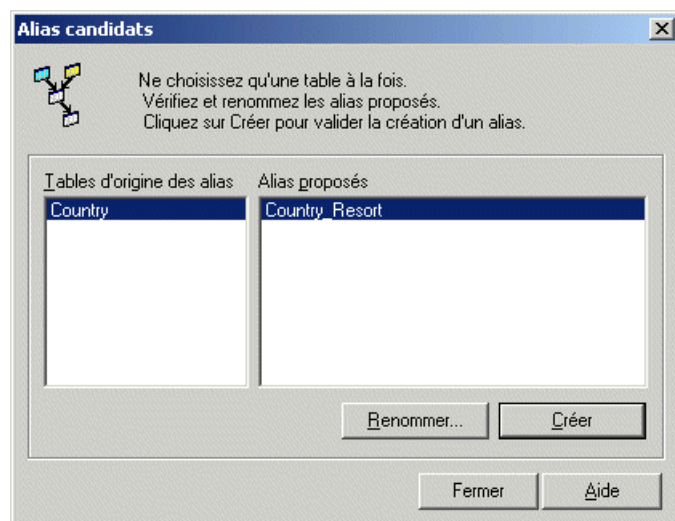 Alias candidats
Ne choisissez qu'une table à la fois.
Vérifiez et renommez les alias proposés.
Cliquez sur Créer pour valider la création d'un alias.
Tables d'origine des alias
Alias proposés
Country
Country_Resort
Renommer...
Créer
Fermer
Aide